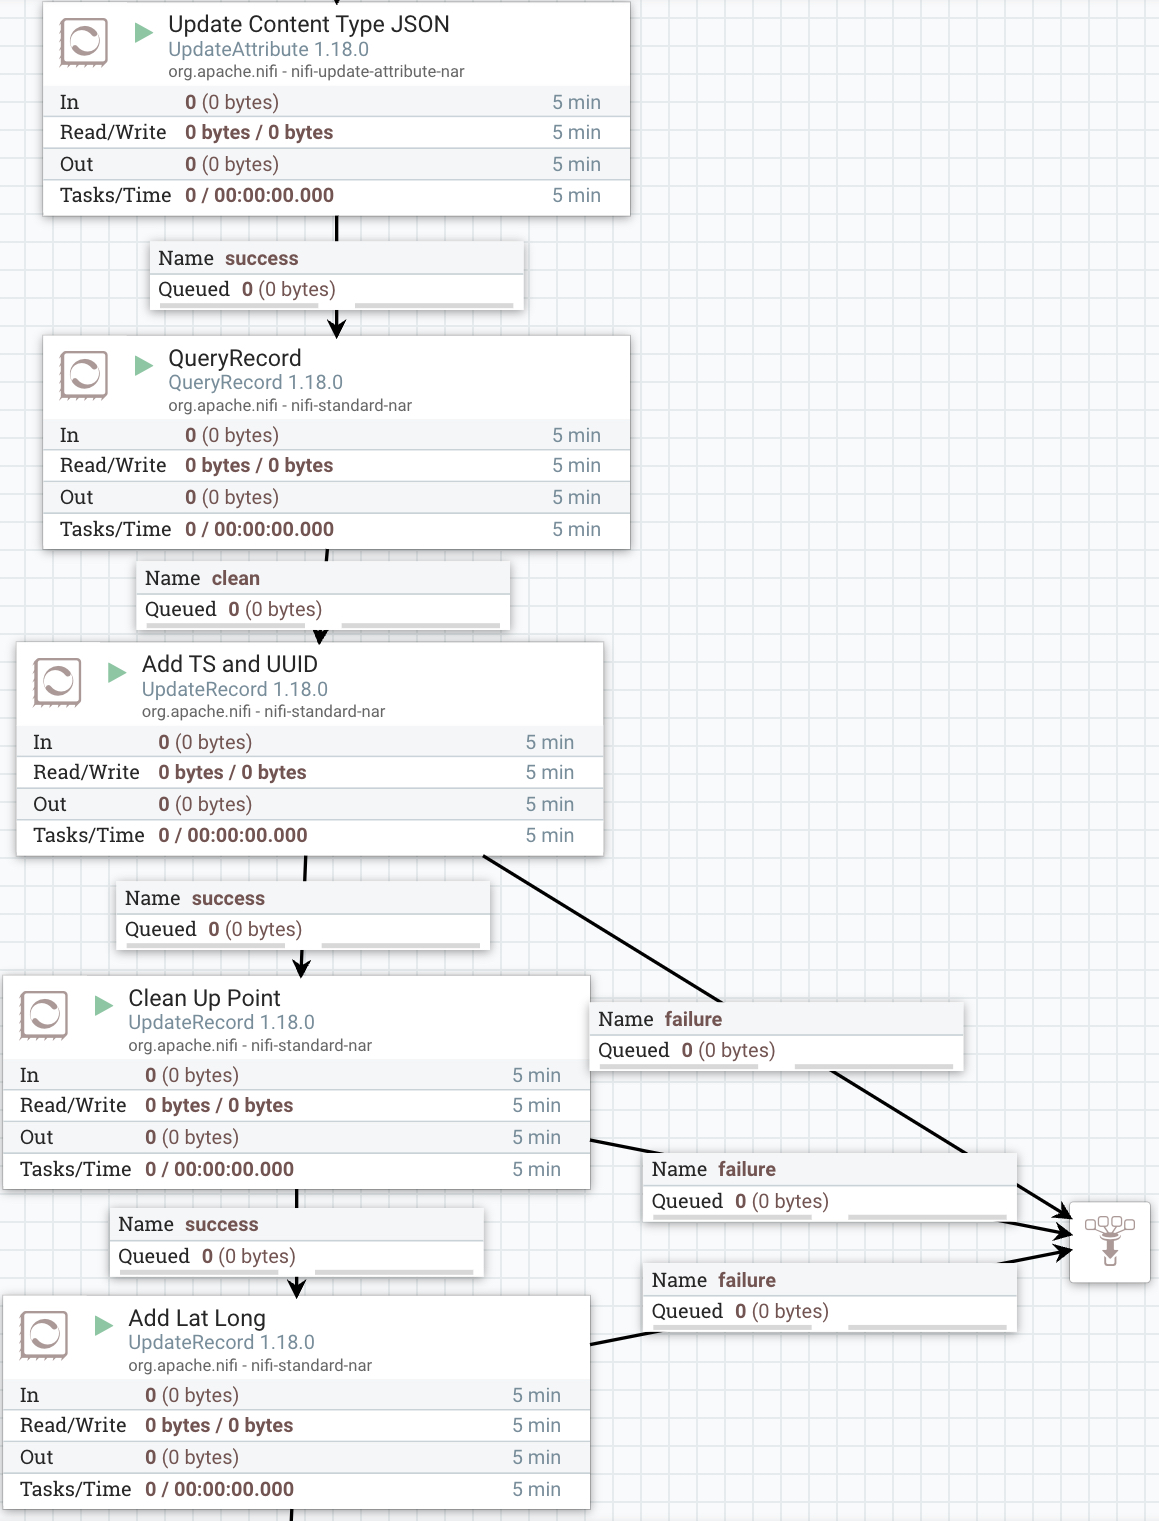 Update Content Type JSON
UpdateAttribute 1.18.0
org.apache.nifi - nifi-update-attribute-nar
In 0 (0 bytes) 5 min
Read/Write 0 bytes / 0 bytes 5 min
Out 0 (0 bytes) 5 min
Tasks/Time 0 / 00:00:00.000 5 min
Name success
Queued 0 (0 bytes)
QueryRecord
QueryRecord 1.18.0
org.apache.nifi - nifi-standard-nar
In 0 (0 bytes) 5 min
Read/Write 0 bytes / 0 bytes 5 min
Out 0 (0 bytes) 5 min
Tasks/Time 0 / 00:00:00.000 5 min
Name clean
Queued 0 (0 bytes)
Add TS and UUID
UpdateRecord 1.18.0
org.apache.nifi - nifi-standard-nar
In 0 (0 bytes) 5 min
Read/Write 0 bytes / 0 bytes 5 min
Out 0 (0 bytes) 5 min
Tasks/Time 0 / 00:00:00.000 5 min
Name success
Queued 0 (0 bytes)
Clean Up Point
UpdateRecord 1.18.0
org.apache.nifi - nifi-standard-nar
In 0 (0 bytes) 5 min
Read/Write 0 bytes / 0 bytes 5 min
Out 0 (0 bytes) 5 min
Tasks/Time 0 / 00:00:00.000 5 min
Name failure
Queued 0 (0 bytes)
Name failure
Queued 0 (0 bytes)
Name success
Queued 0 (0 bytes)
Name failure
Queued 0 (0 bytes)
Add Lat Long
UpdateRecord 1.18.0
org.apache.nifi - nifi-standard-nar
In 0 (0 bytes) 5 min
Read/Write 0 bytes / 0 bytes 5 min
Out 0 (0 bytes) 5 min
Tasks/Time 0 / 00:00:00.000 5 min